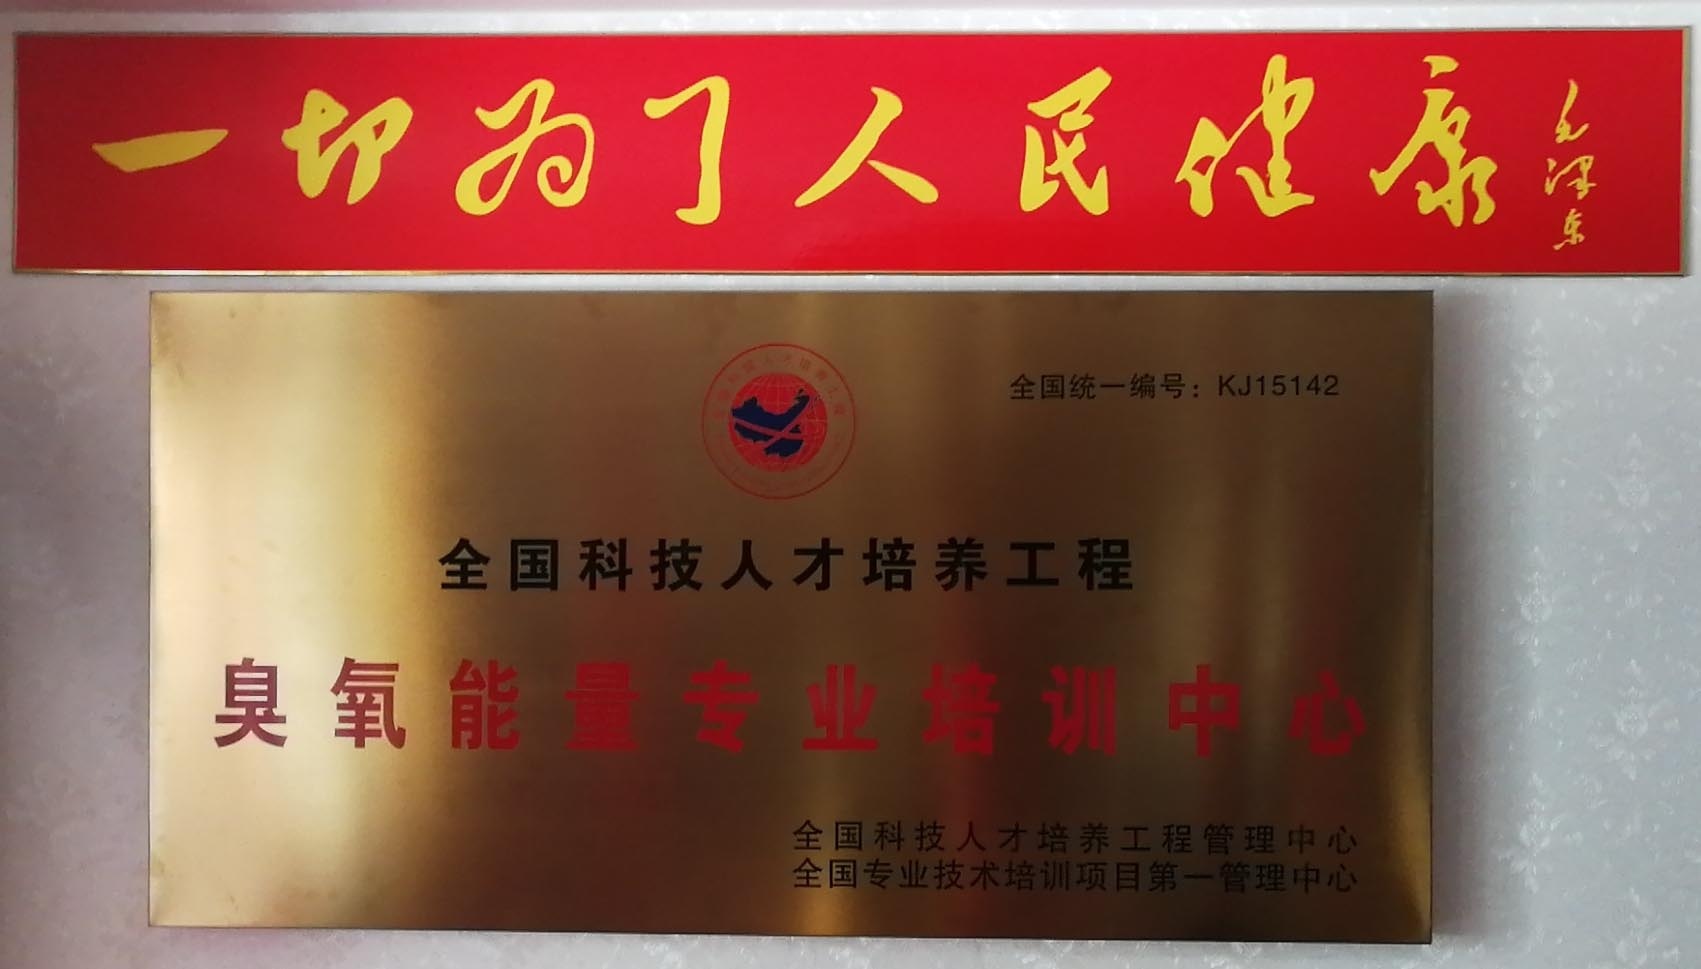 一切为了人民健康
毛泽东
全国统一编号：KJ15142
全国科技人才培养工程
臭氧能量专业培训中心
全国科技人才培养工程管理中心
全国专业技术培训项目第一管理中心